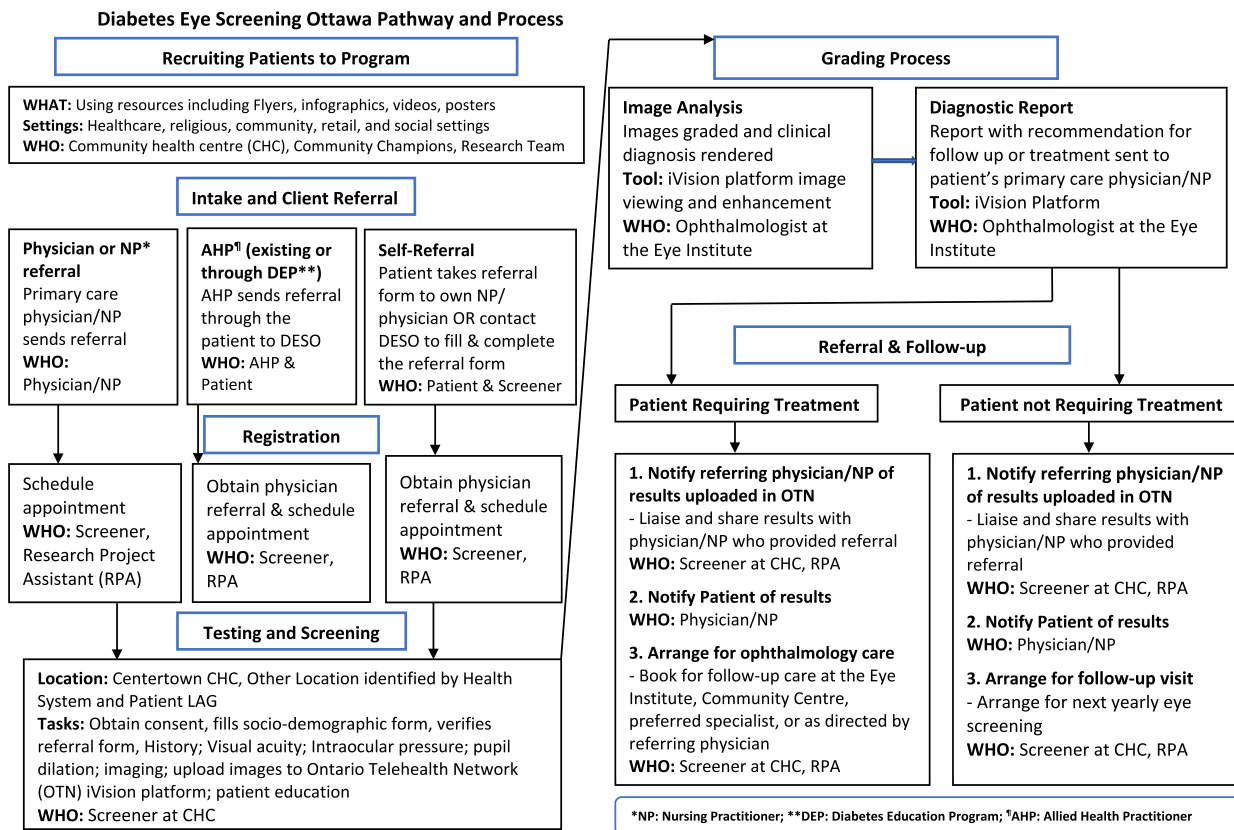 Diabetes Eye Screening Ottawa Pathway and Process
Recruiting Patients to Program
WHAT: Using resources including Flyers, infographics, videos, posters
Settings: Healthcare, religious, community, retail, and social settings
WHO: Community health centre (CHC), Community Champions, Research Team
Intake and Client Referral
Physician or NP*
referral
Primary care
physician/NP
sends referral
WHO:
Physician/NP
AHP¶ (existing or
through DEP**)
AHP sends referral
through the
patient to DESO
WHO: AHP &
Patient
Self-Referral
Patient takes referral
form to own NP/
physician OR contact
DESO to fill & complete
the referral form
WHO: Patient & Screener
Registration
Schedule
appointment
WHO: Screener,
Research Project
Assistant (RPA)
Obtain physician
referral & schedule
appointment
WHO: Screener,
RPA
Obtain physician
referral & schedule
appointment
WHO: Screener,
RPA
Testing and Screening
Location: Centertown CHC, Other Location identified by Health
System and Patient LAG
Tasks: Obtain consent, fills socio-demographic form, verifies
referral form, History; Visual acuity; Intraocular pressure; pupil
dilation; imaging; upload images to Ontario Telehealth Network
(OTN) iVision platform; patient education
WHO: Screener at CHC
Grading Process
Image Analysis
Images graded and clinical
diagnosis rendered
Tool: iVision platform image
viewing and enhancement
WHO: Ophthalmologist at
the Eye Institute
Diagnostic Report
Report with recommendation for
follow up or treatment sent to
patient's primary care physician/NP
Tool: iVision Platform
WHO: Ophthalmologist at the Eye
Institute
Referral & Follow-up
Patient Requiring Treatment
1. Notify referring physician/NP of
results uploaded in OTN
- Liaise and share results with
physician/NP who provided referral
WHO: Screener at CHC, RPA
2. Notify Patient of results
WHO: Physician/NP
3. Arrange for ophthalmology care
- Book for follow-up care at the Eye
Institute, Community Centre,
preferred specialist, or as directed by
referring physician
WHO: Screener at CHC, RPA
Patient not Requiring Treatment
1. Notify referring physician/NP
of results uploaded in OTN
- Liaise and share results with
physician/NP who provided
referral
WHO: Screener at CHC, RPA
2. Notify Patient of results
WHO: Physician/NP
3. Arrange for follow-up visit
- Arrange for next yearly eye
screening
WHO: Screener at CHC, RPA
*NP: Nursing Practitioner; **DEP: Diabetes Education Program; ¶AHP: Allied Health Practitioner